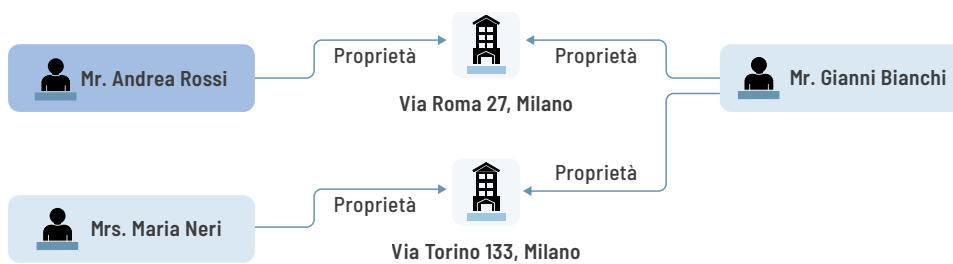 Proprietà
Proprietà
Mr. Andrea Rossi
Mr. Gianni Bianchi
Via Roma 27, Milano
Proprietà
Proprietà
Mrs. Maria Neri
Via Torino 133, Milano